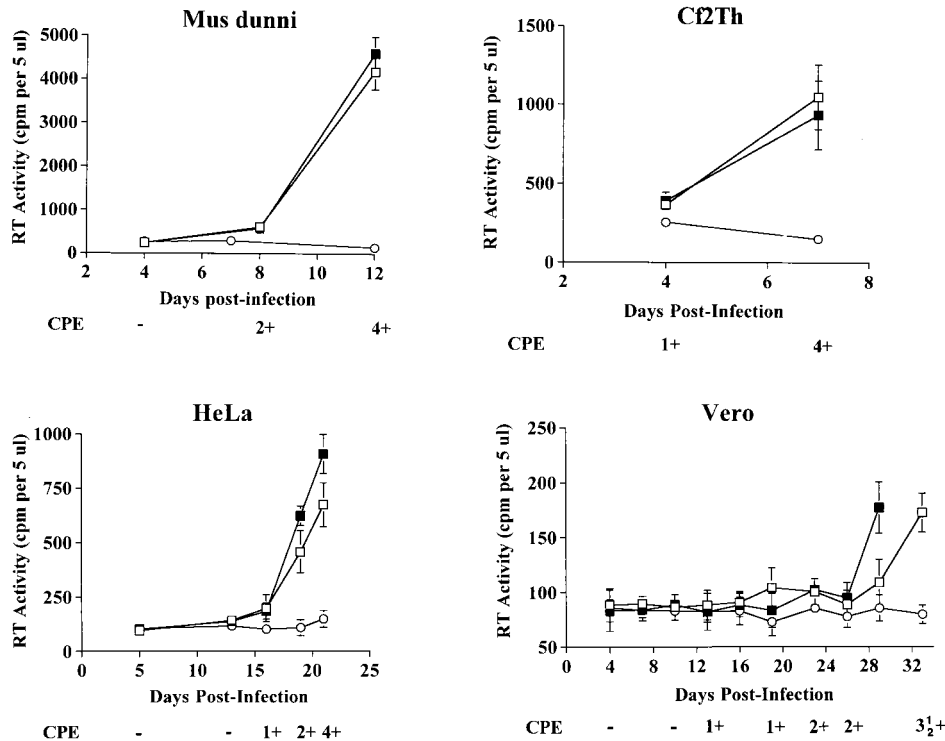 Mus dunni
RT Activity (cpm per 5 ul)
5000
4000
3000
2000
1000
0
2 4 6 8 10 12
Days post-infection
CPE - 2+ 4+
Cf2Th
RT Activity (cpm per 5 ul)
1500
1000
500
0
2 4 6 8
Days Post-Infection
CPE 1+ 4+
HeLa
RT Activity (cpm per 5 ul)
1000
750
500
250
0
0 5 10 15 20 25
Days Post-Infection
CPE - - 1+ 2+ 4+
Vero
RT Activity (cpm per 5 ul)
250
200
150
100
50
0 4 8 12 16 20 24 28 32
Days Post-Infection
CPE - - 1+ 1+ 2+ 2+ 3½+